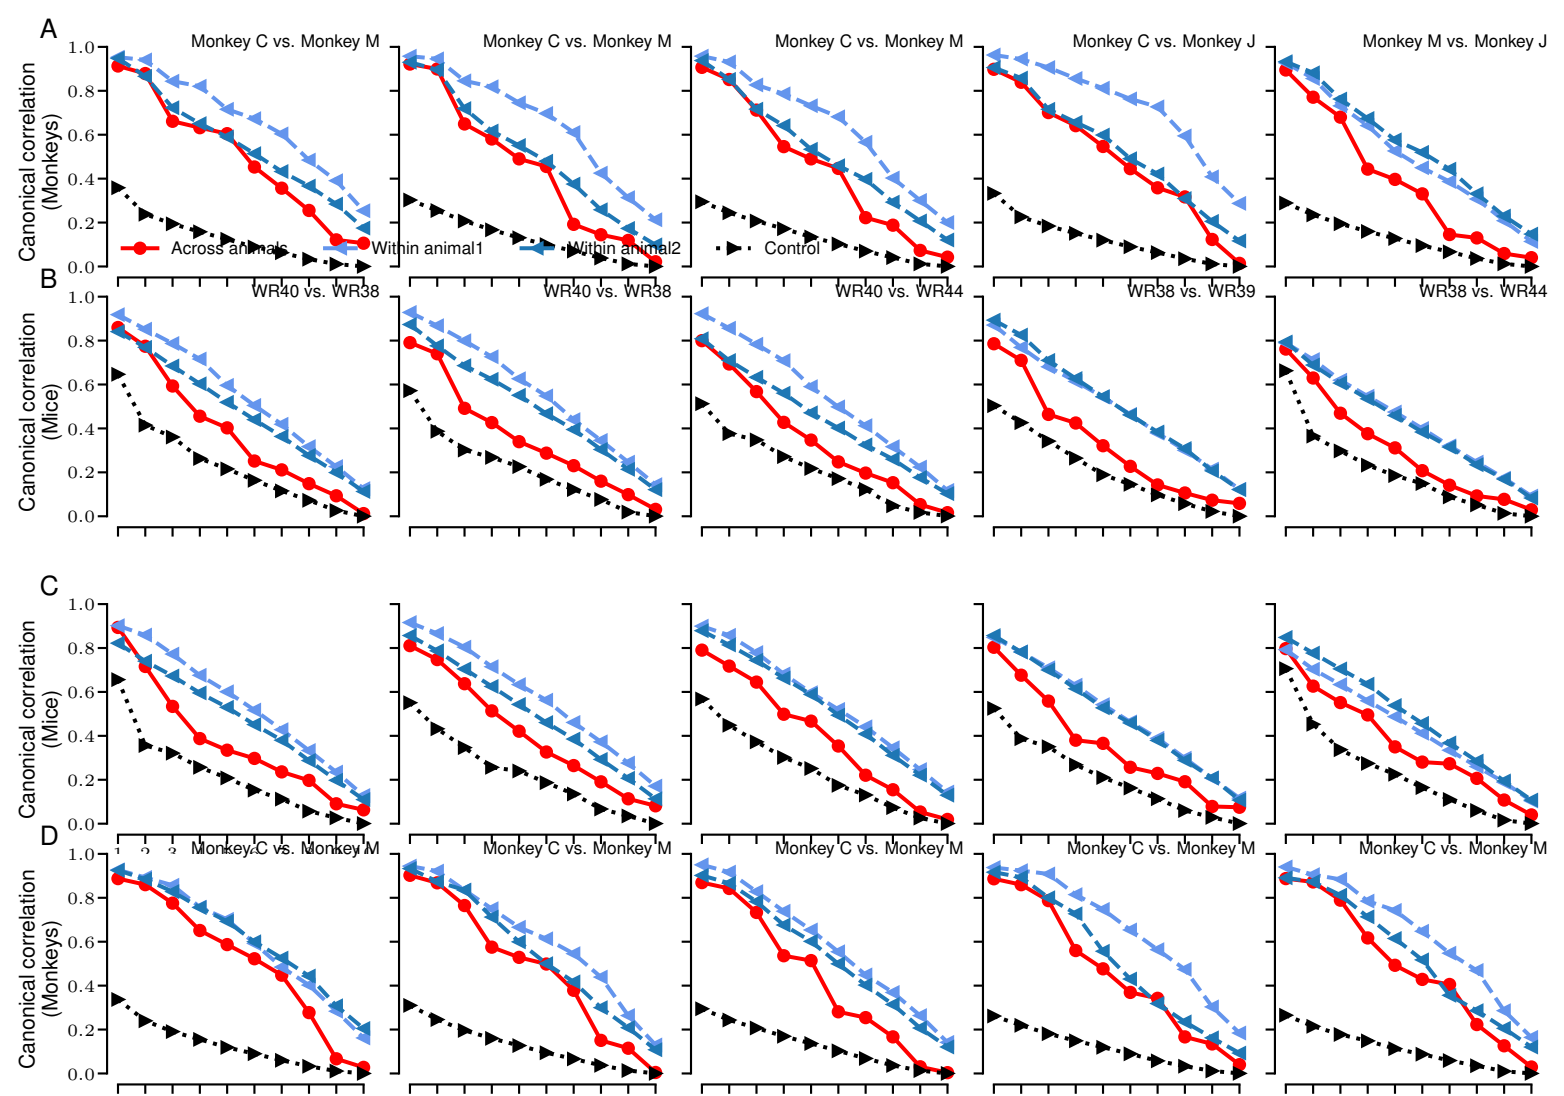 A
Monkey C vs. Monkey M
Monkey C vs. Monkey M
Monkey C vs. Monkey M
Monkey C vs. Monkey J
Monkey M vs. Monkey J
Canonical correlation
(Monkeys)
1.0
0.8
0.6
0.4
0.2
0.0
Across animals
Within animal1
Within animal2
Control
B
WR40 vs. WR38
WR40 vs. WR38
WR40 vs. WR44
WR38 vs. WR39
WR38 vs. WR44
Canonical correlation
(Mice)
1.0
0.8
0.6
0.4
0.2
0.0
C
Canonical correlation
(Mice)
1.0
0.8
0.6
0.4
0.2
0.0
1 2 3
D
Monkey C vs. Monkey M
Monkey C vs. Monkey M
Monkey C vs. Monkey M
Monkey C vs. Monkey M
Monkey C vs. Monkey M
Canonical correlation
(Monkeys)
1.0
0.8
0.6
0.4
0.2
0.0